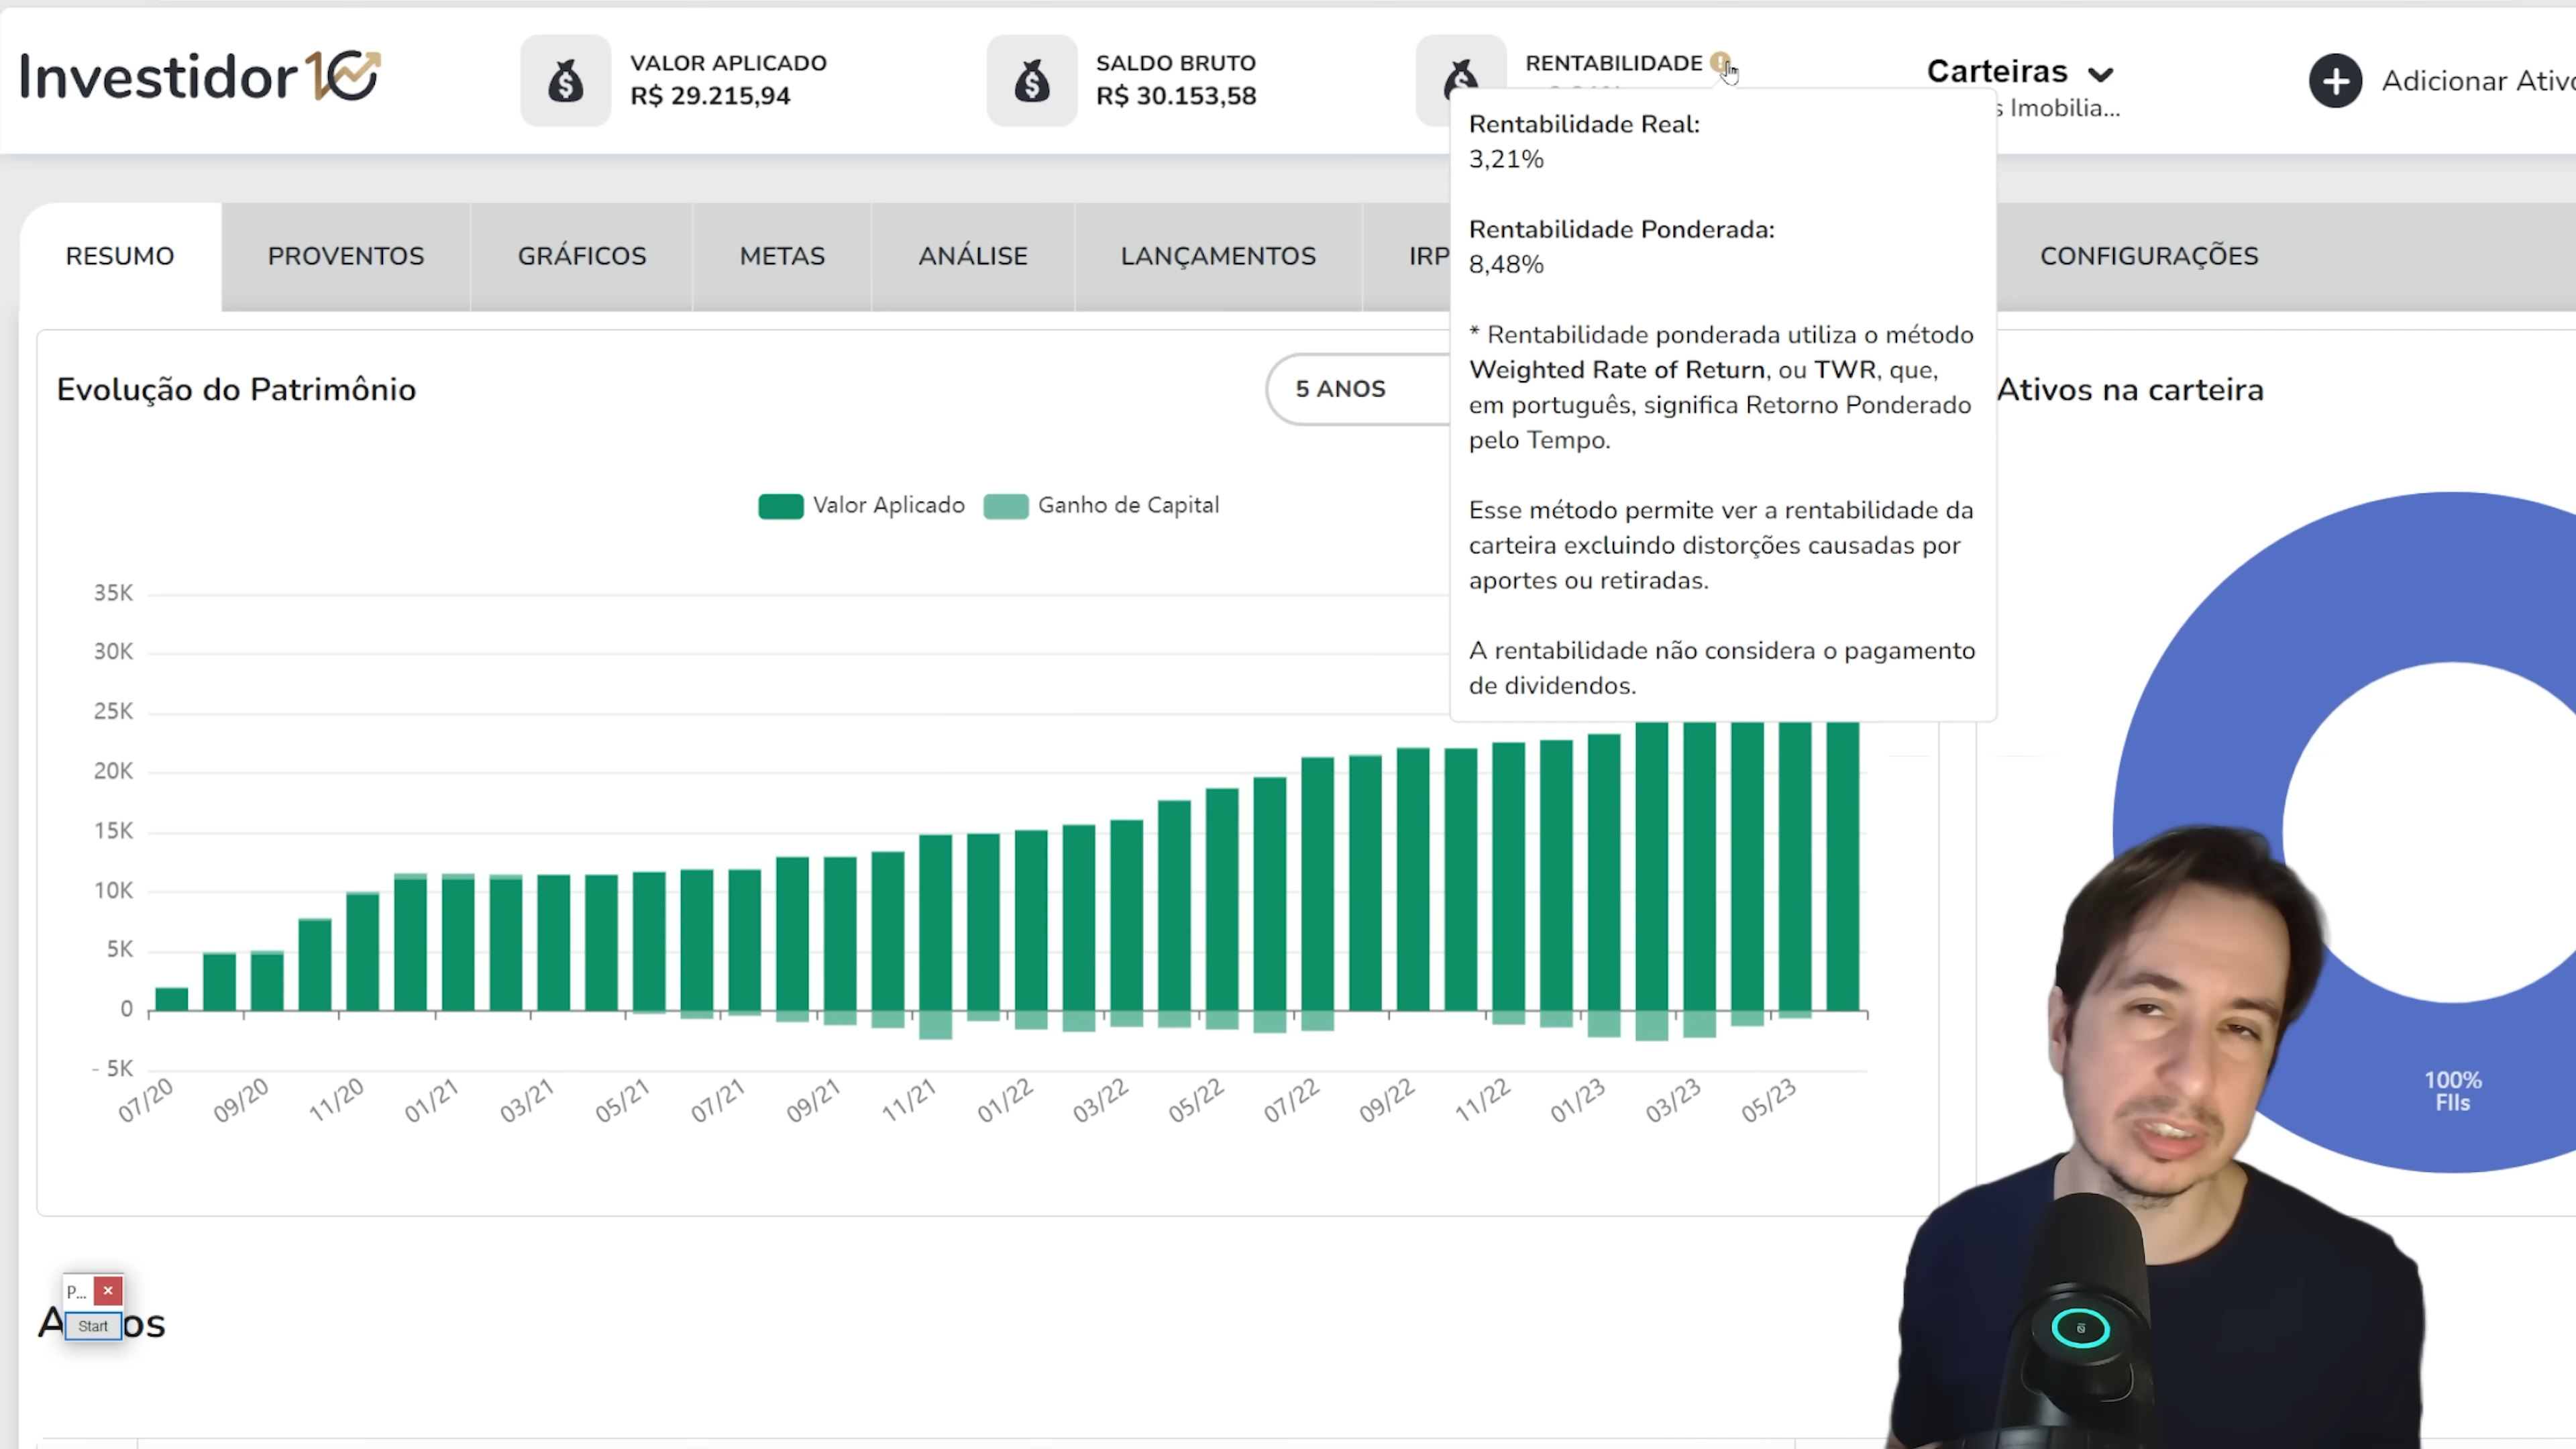 Investidor10
VALOR APLICADO
R$ 29.215,94
SALDO BRUTO
R$ 30.153,58
RENTABILIDADE
Carteiras
s Imobilia...
Adicionar Ativo
Rentabilidade Real:
3,21%
Rentabilidade Ponderada:
8,48%
* Rentabilidade ponderada utiliza o método
Weighted Rate of Return, ou TWR, que,
em português, significa Retorno Ponderado
pelo Tempo.
Esse método permite ver a rentabilidade da
carteira excluindo distorções causadas por
aportes ou retiradas.
A rentabilidade não considera o pagamento
de dividendos.
RESUMO
PROVENTOS
GRÁFICOS
METAS
ANÁLISE
LANÇAMENTOS
IRP
CONFIGURAÇÕES
Evolução do Patrimônio
5 ANOS
Valor Aplicado
Ganho de Capital
35K
30K
25K
20K
15K
10K
5K
0
- 5K
07/20
09/20
11/20
01/21
03/21
05/21
07/21
09/21
11/21
01/22
03/22
05/22
07/22
09/22
11/22
01/23
03/23
05/23
Ativos na carteira
100%
FIIs
P...
Start
A
os